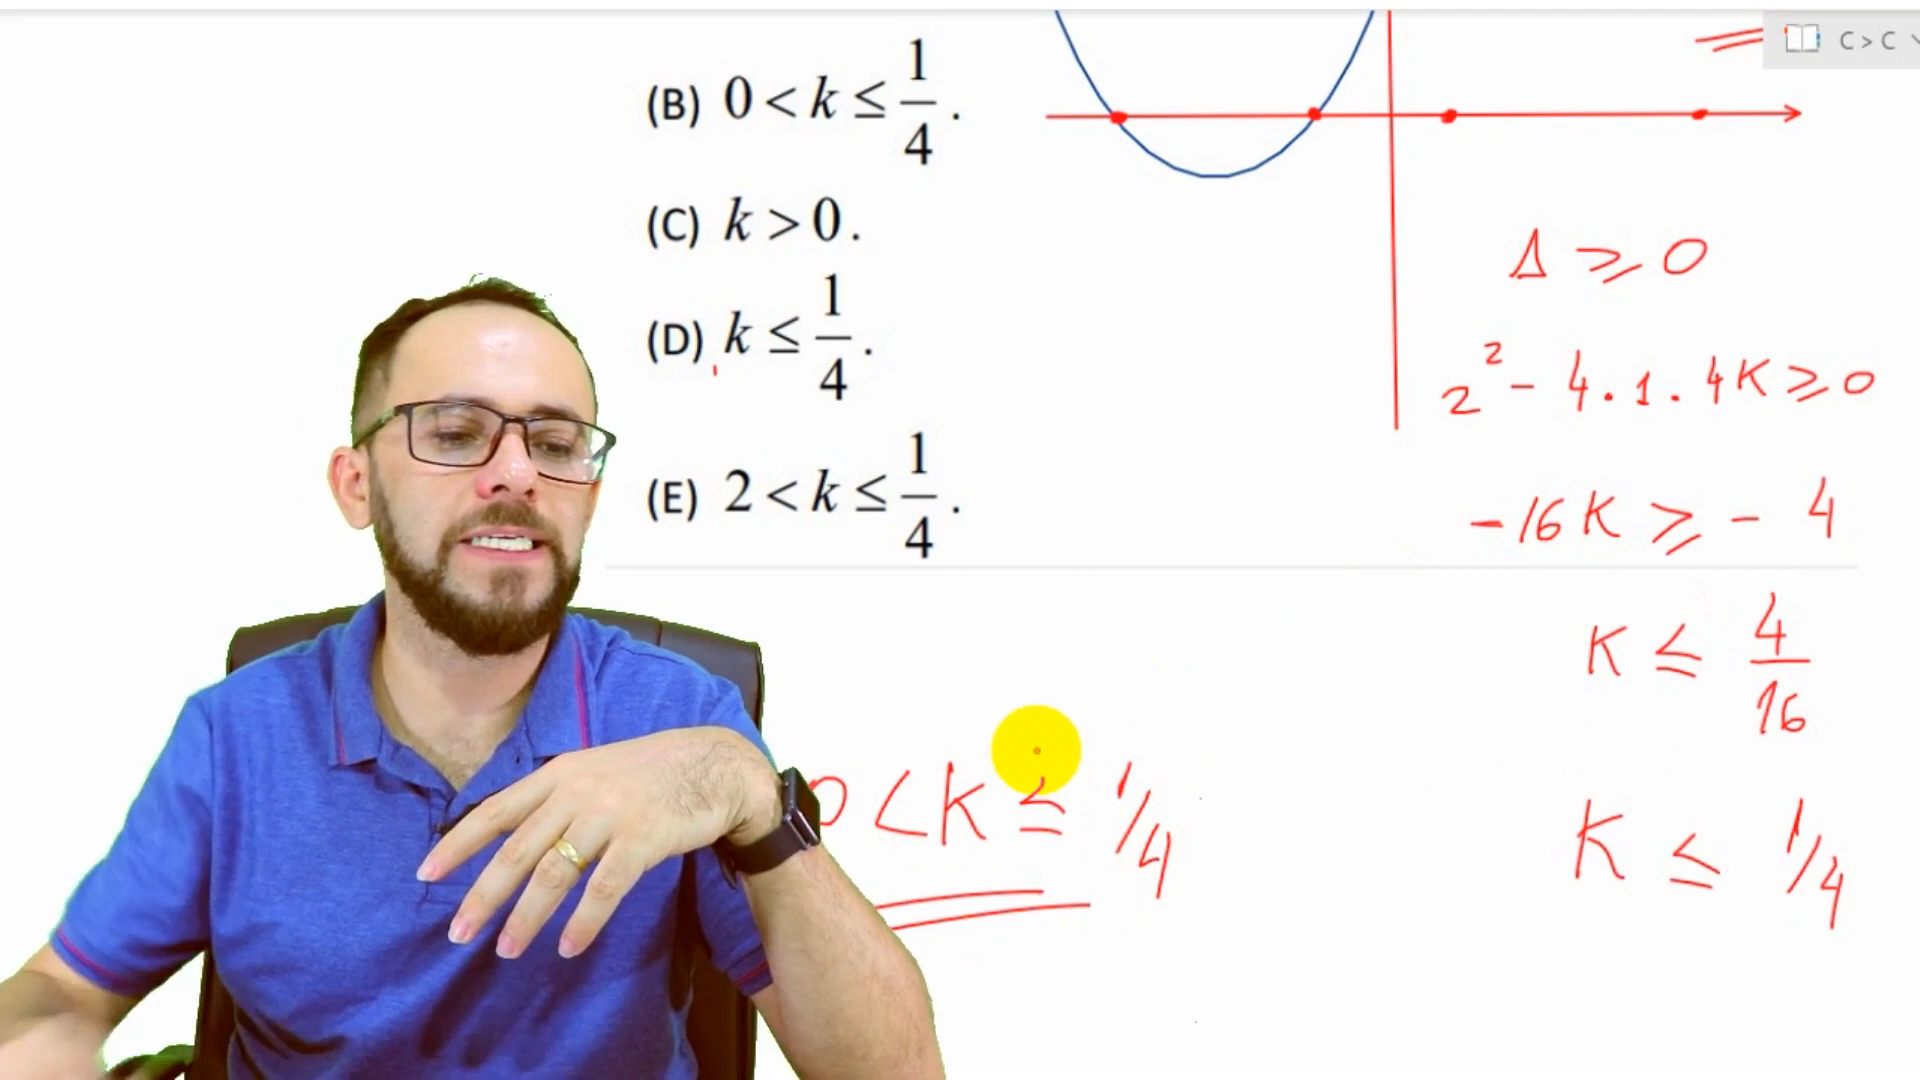 C > C
(B) 0 < k ≤ 1/4 .
(C) k > 0 .
(D) k ≤ 1/4 .
(E) 2 < k ≤ 1/4 .
Δ ≥ 0
2² - 4 . 1 . 4K ≥ 0
-16K ≥ - 4
K ≤ 4/16
K ≤ 1/4
0 < K ≤ 1/4